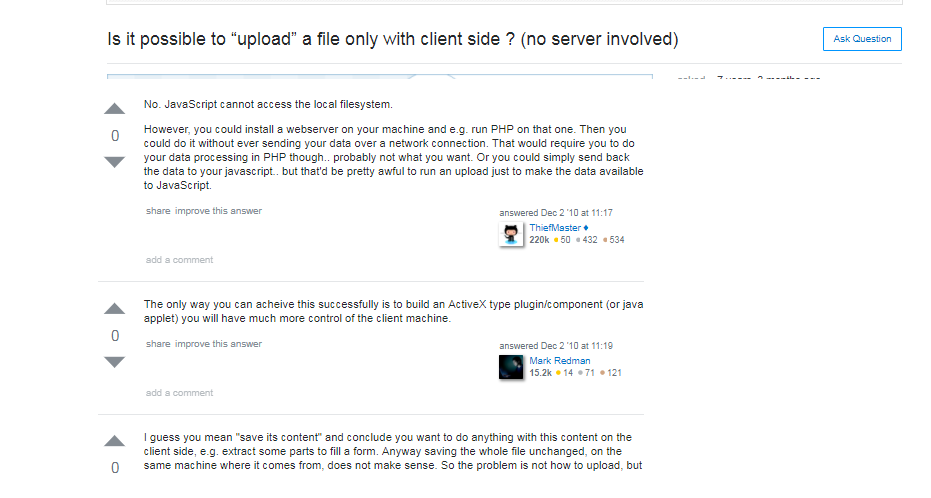 Is it possible to “upload” a file only with client side ? (no server involved)
Ask Question
No. JavaScript cannot access the local filesystem.
0
However, you could install a webserver on your machine and e.g. run PHP on that one. Then you
could do it without ever sending your data over a network connection. That would require you to do
your data processing in PHP though.. probably not what you want. Or you could simply send back
the data to your javascript.. but that'd be pretty awful to run an upload just to make the data available
to JavaScript.
share improve this answer
answered Dec 2 '10 at 11:17
ThiefMaster ♦
220k 50 432 534
add a comment
The only way you can acheive this successfully is to build an ActiveX type plugin/component (or java
applet) you will have much more control of the client machine.
0
share improve this answer
answered Dec 2 '10 at 11:19
Mark Redman
15.2k 14 71 121
add a comment
I guess you mean "save its content" and conclude you want to do anything with this content on the
client side, e.g. extract some parts to fill a form. Anyway saving the whole file unchanged, on the
0
same machine where it comes from, does not make sense. So the problem is not how to upload, but